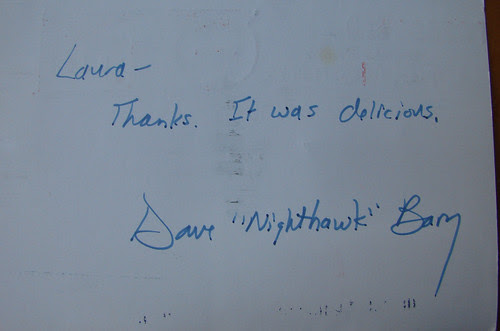 Laura-
Thanks. It was delicious.
Dave "Nighthawk" Barry